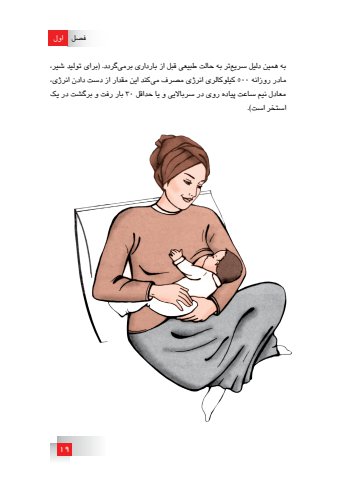 فصل اول
به همین دلیل سریع‌تر به حالت طبیعی قبل از بارداری برمی‌گردد. (برای تولید شیر،
مادر روزانه ۵۰۰ کیلوکالری انرژی مصرف می‌کند این مقدار از دست دادن انرژی،
معادل نیم ساعت پیاده روی در سربالایی و یا حداقل ۳۰ بار رفت و برگشت در یک
استخر است).
۱۹